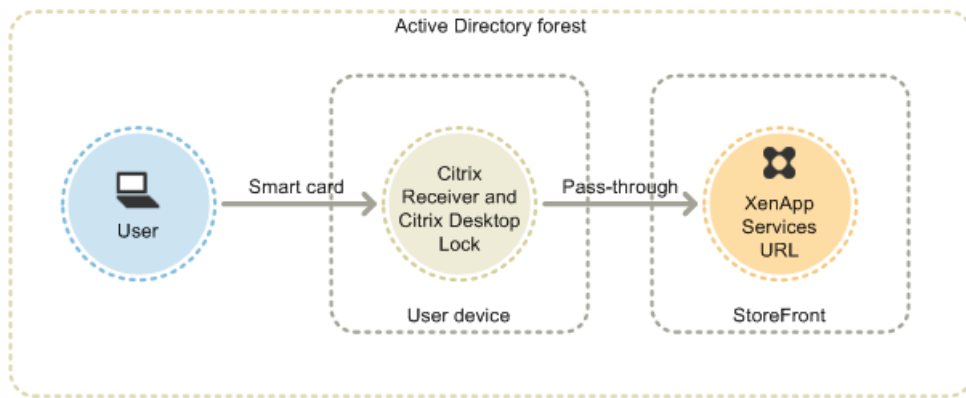 Active Directory forest
User
Smart card
Citrix
Receiver and
Citrix Desktop
Lock
User device
Pass-through
XenApp
Services
URL
StoreFront